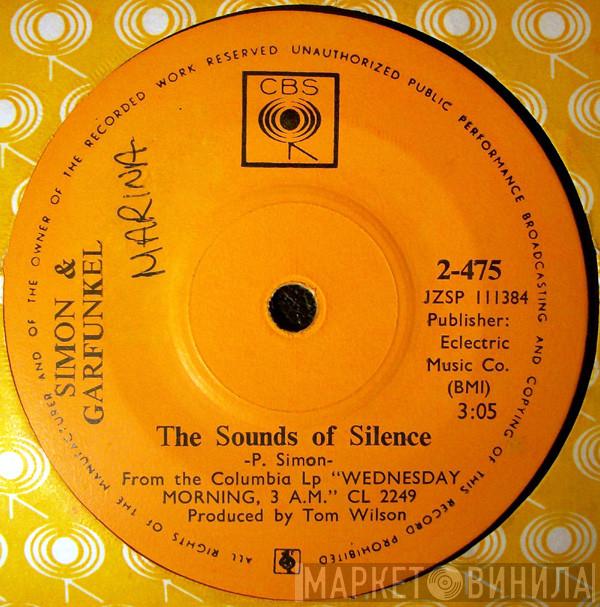 ALL RIGHTS OF THE MANUFACTURER AND OF THE OWNER OF THE RECORDED WORK RESERVED UNAUTHORIZED PUBLIC PERFORMANCE BROADCASTING AND COPYING OF THIS RECORD PROHIBITED
CBS
MARINA
SIMON &
GARFUNKEL
2-475
JZSP 111384
Publisher:
Eclectric
Music Co.
(BMI)
3:05
The Sounds of Silence
-P. Simon-
From the Columbia Lp "WEDNESDAY
MORNING, 3 A.M." CL 2249
Produced by Tom Wilson
МАРКЕТ ВИНИЛА